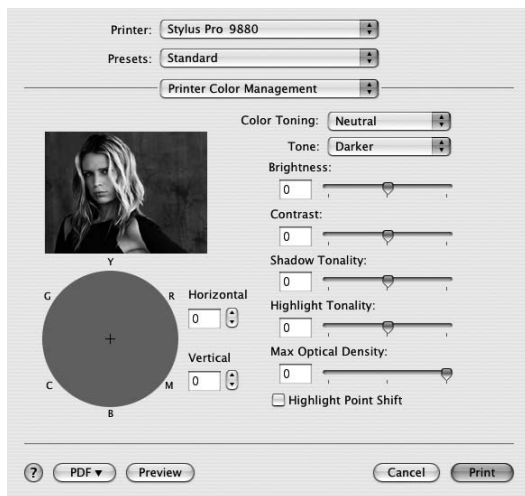 Printer: Stylus Pro 9880
Presets: Standard
Printer Color Management
Color Toning: Neutral
Tone: Darker
Brightness:
0
Contrast:
0
Shadow Tonality:
0
Highlight Tonality:
0
Max Optical Density:
0
Highlight Point Shift
Y
G
R
C
M
B
Horizontal
0
Vertical
0
? PDF Preview Cancel Print